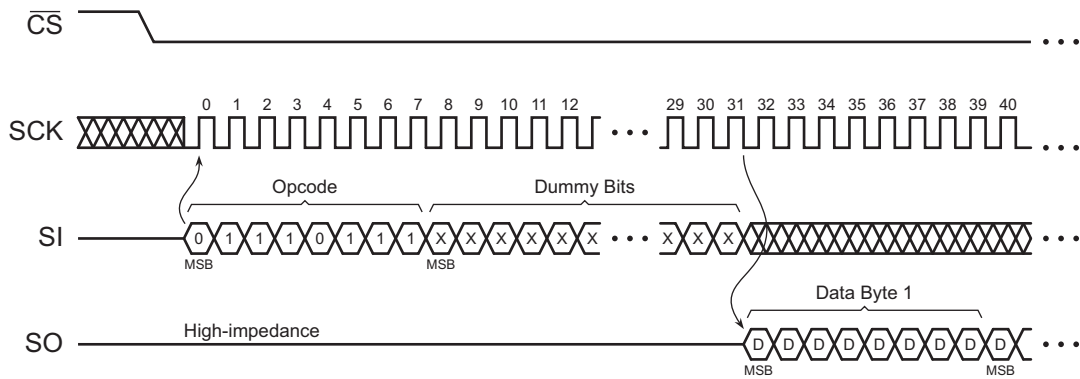 CS
0 1 2 3 4 5 6 7 8 9 10 11 12 29 30 31 32 33 34 35 36 37 38 39 40
SCK
Opcode Dummy Bits
SI 0 1 1 1 0 1 1 1 X X X X X X X X X
MSB MSB
Data Byte 1
High-impedance
SO D D D D D D D D D
MSB MSB